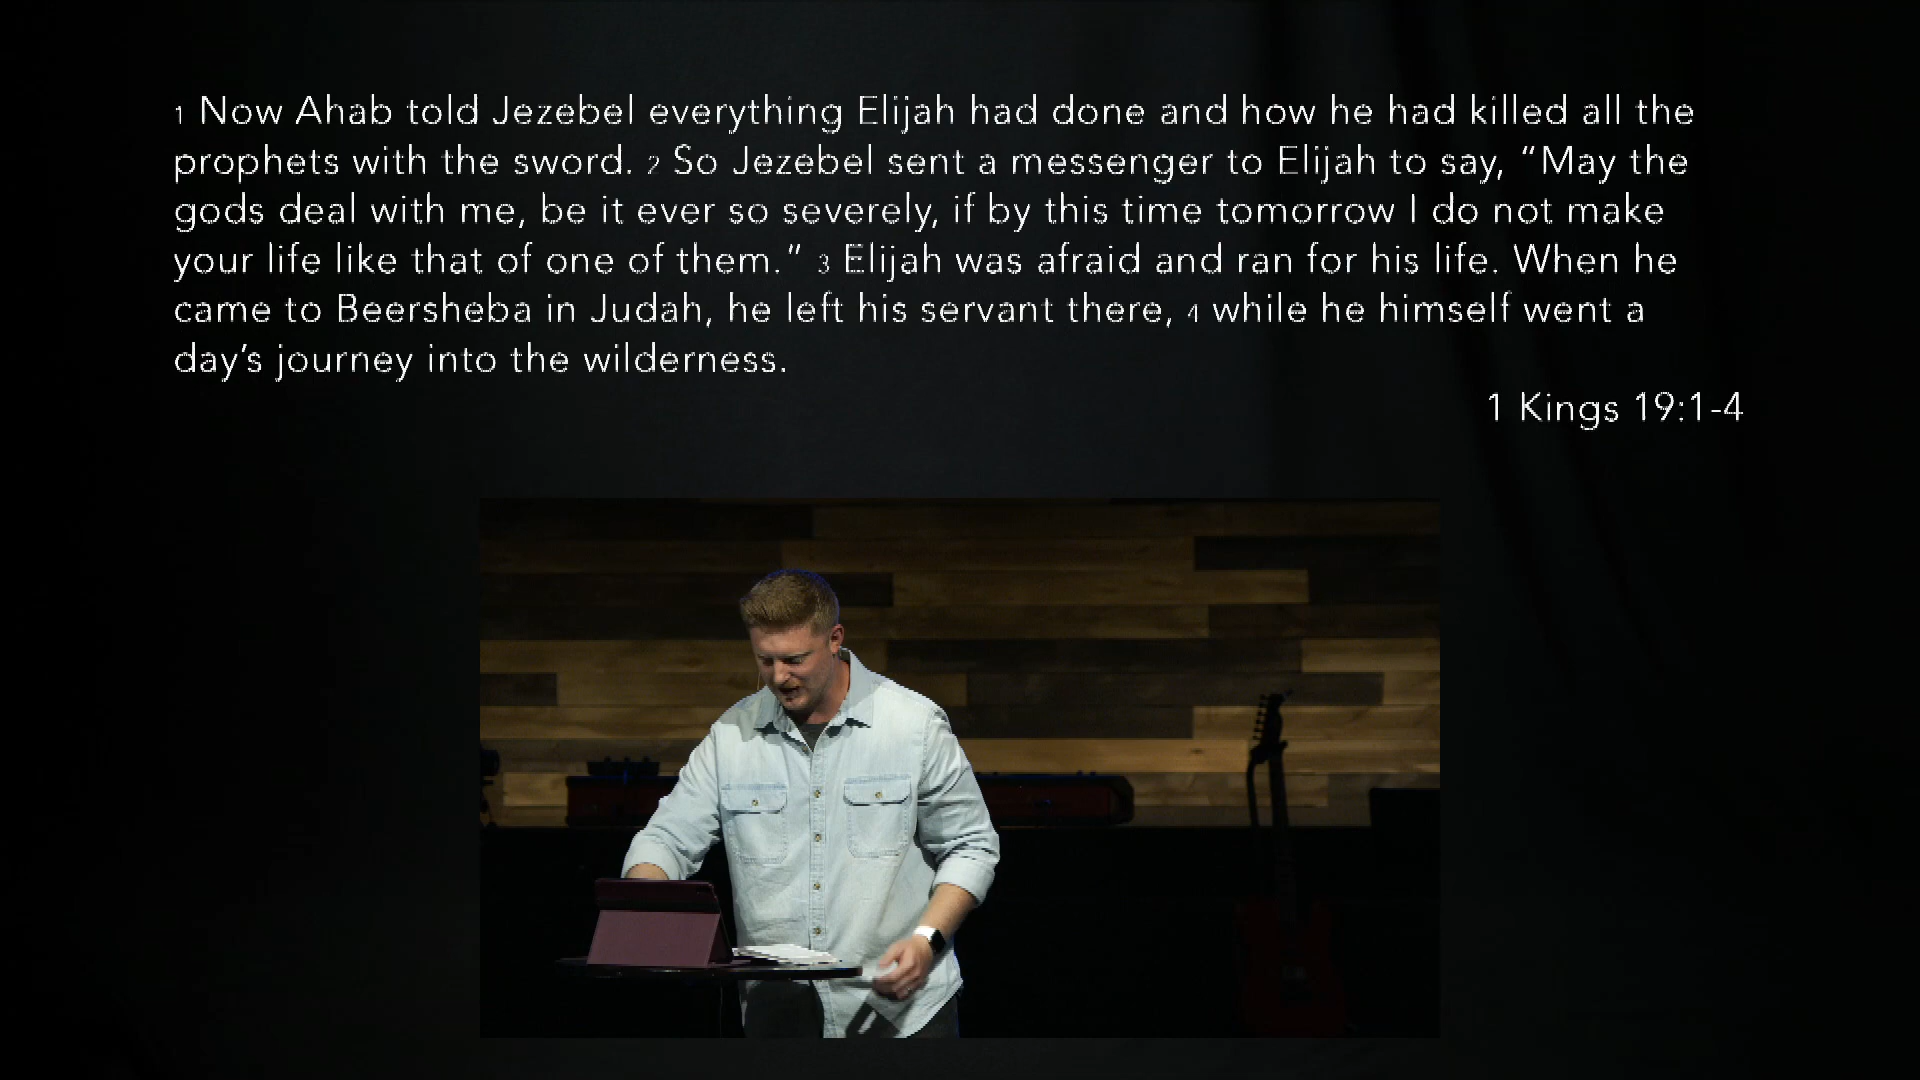 1 Now Ahab told Jezebel everything Elijah had done and how he had killed all the
prophets with the sword. 2 So Jezebel sent a messenger to Elijah to say, “May the
gods deal with me, be it ever so severely, if by this time tomorrow I do not make
your life like that of one of them.” 3 Elijah was afraid and ran for his life. When he
came to Beersheba in Judah, he left his servant there, 4 while he himself went a
day’s journey into the wilderness.
1 Kings 19:1-4